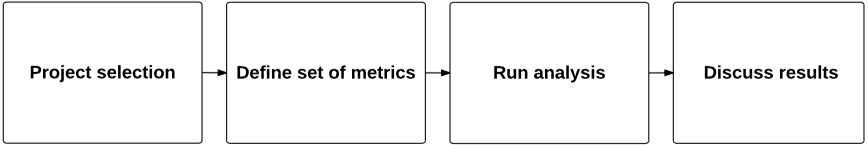 Project selection
Define set of metrics
Run analysis
Discuss results